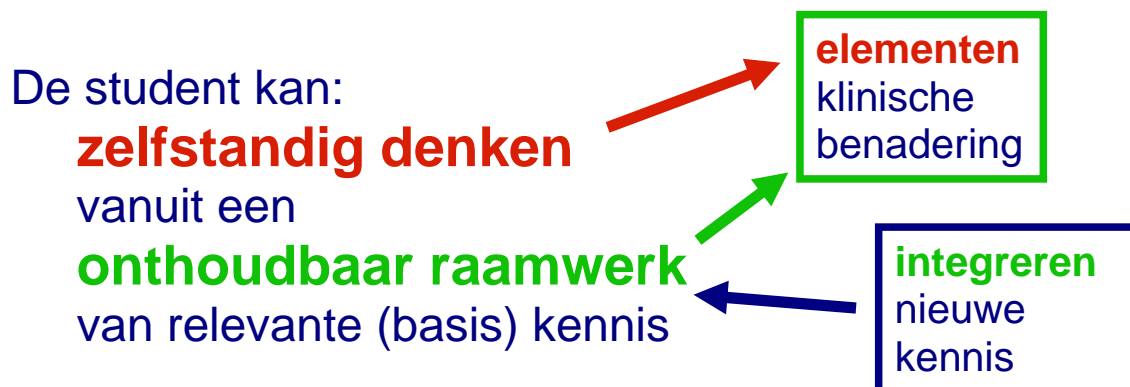 De student kan:
zelfstandig denken
vanuit een
onthoudbaar raamwerk
van relevante (basis) kennis
elementen
klinische
benadering
integreren
nieuwe
kennis